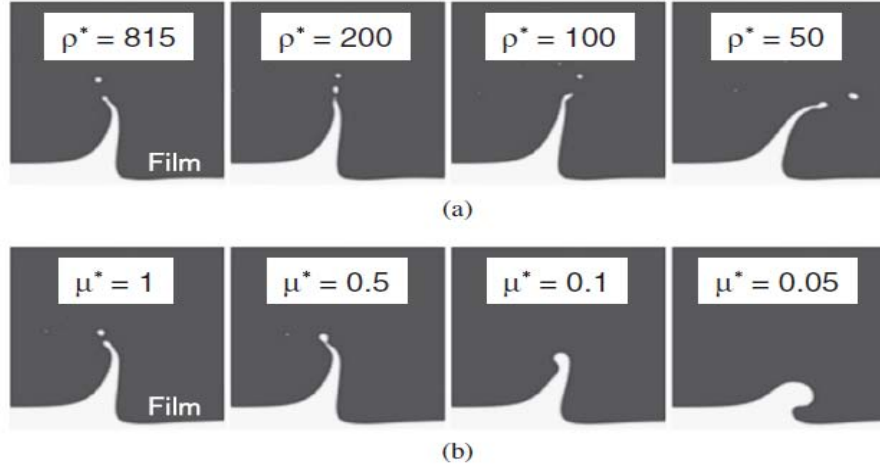 ρ* = 815 ρ* = 200 ρ* = 100 ρ* = 50
Film
(a)
μ* = 1 μ* = 0.5 μ* = 0.1 μ* = 0.05
Film
(b)